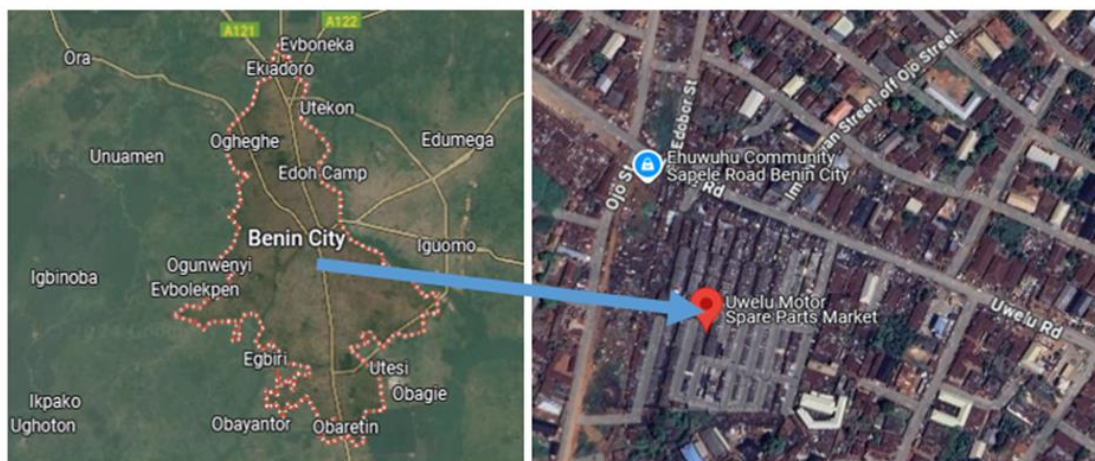 A121
A122
Evboneka
Ora
Ekiadoro
Utekon
Ogheghe
Edumega
Unuamen
Edoh Camp
Benin City
Iguomo
Ogunwenyi
Igbinoba
Evbolekpen
Egbiri
Utesi
Obagie
Ikpako
Ughoton
Obayantor
Obaretin
Edobor St
off Ojo Street
Ehuwuhu Community
Sapele Road Benin City
Ojo St
Rd
Uwelu Motor
Spare Parts Market
Uwelu Rd